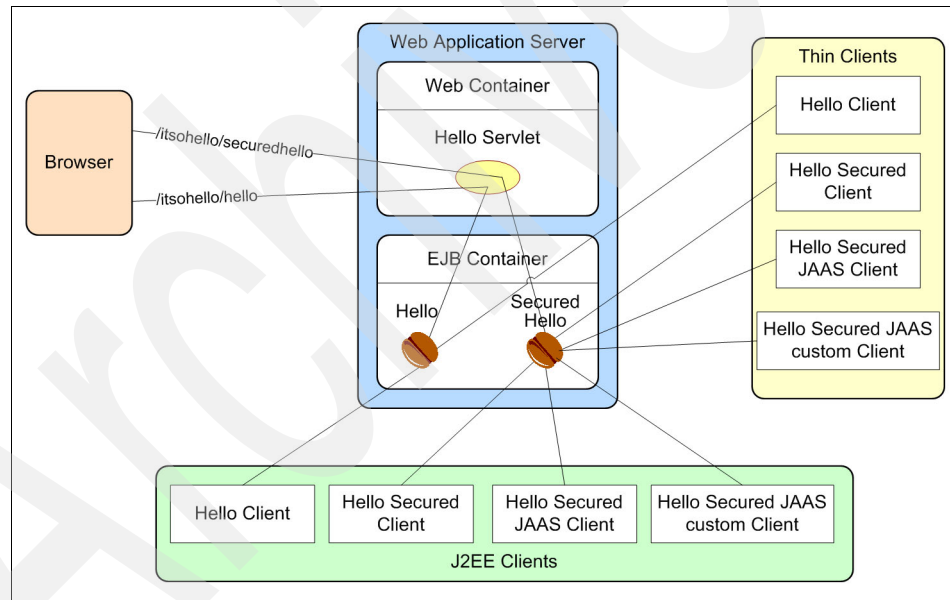 Web Application Server
Web Container
Hello Servlet
Browser
/itsohello/securedhello
/itsohello/hello
EJB Container
Hello
Secured
Hello
Thin Clients
Hello Client
Hello Secured
Client
Hello Secured
JAAS Client
Hello Secured JAAS
custom Client
Hello Client
Hello Secured
Client
Hello Secured
JAAS Client
Hello Secured JAAS
custom Client
J2EE Clients